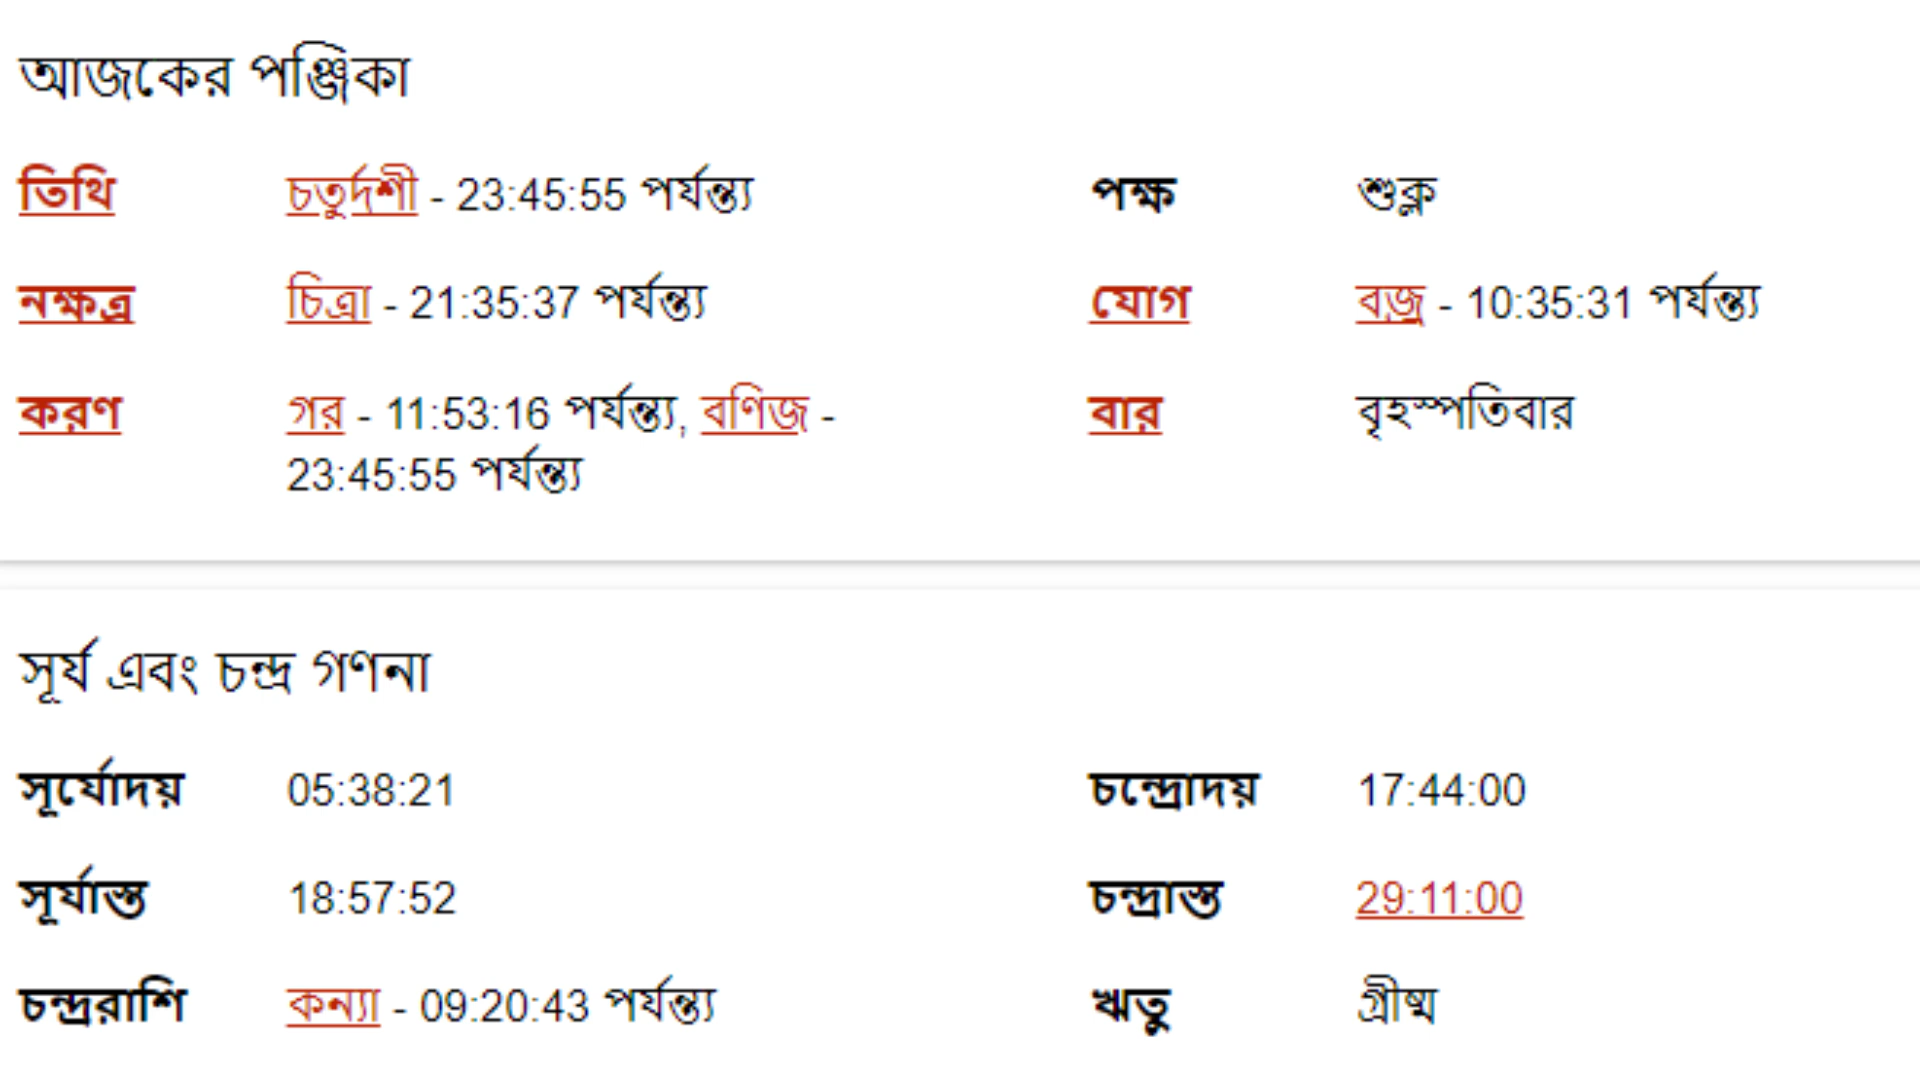 আজকের পঞ্জিকা
তিথি চতুর্দশী - 23:45:55 পর্যন্ত্য পক্ষ শুক্ল
নক্ষত্র চিত্রা - 21:35:37 পর্যন্ত্য যোগ বজ্র - 10:35:31 পর্যন্ত্য
করণ গর - 11:53:16 পর্যন্ত্য, বণিজ - বার বৃহস্পতিবার
23:45:55 পর্যন্ত্য
সূর্য এবং চন্দ্র গণনা
সূর্যোদয় 05:38:21 চন্দ্রোদয় 17:44:00
সূর্যাস্ত 18:57:52 চন্দ্রাস্ত 29:11:00
চন্দ্ররাশি কন্যা - 09:20:43 পর্যন্ত্য ঋতু গ্রীষ্ম